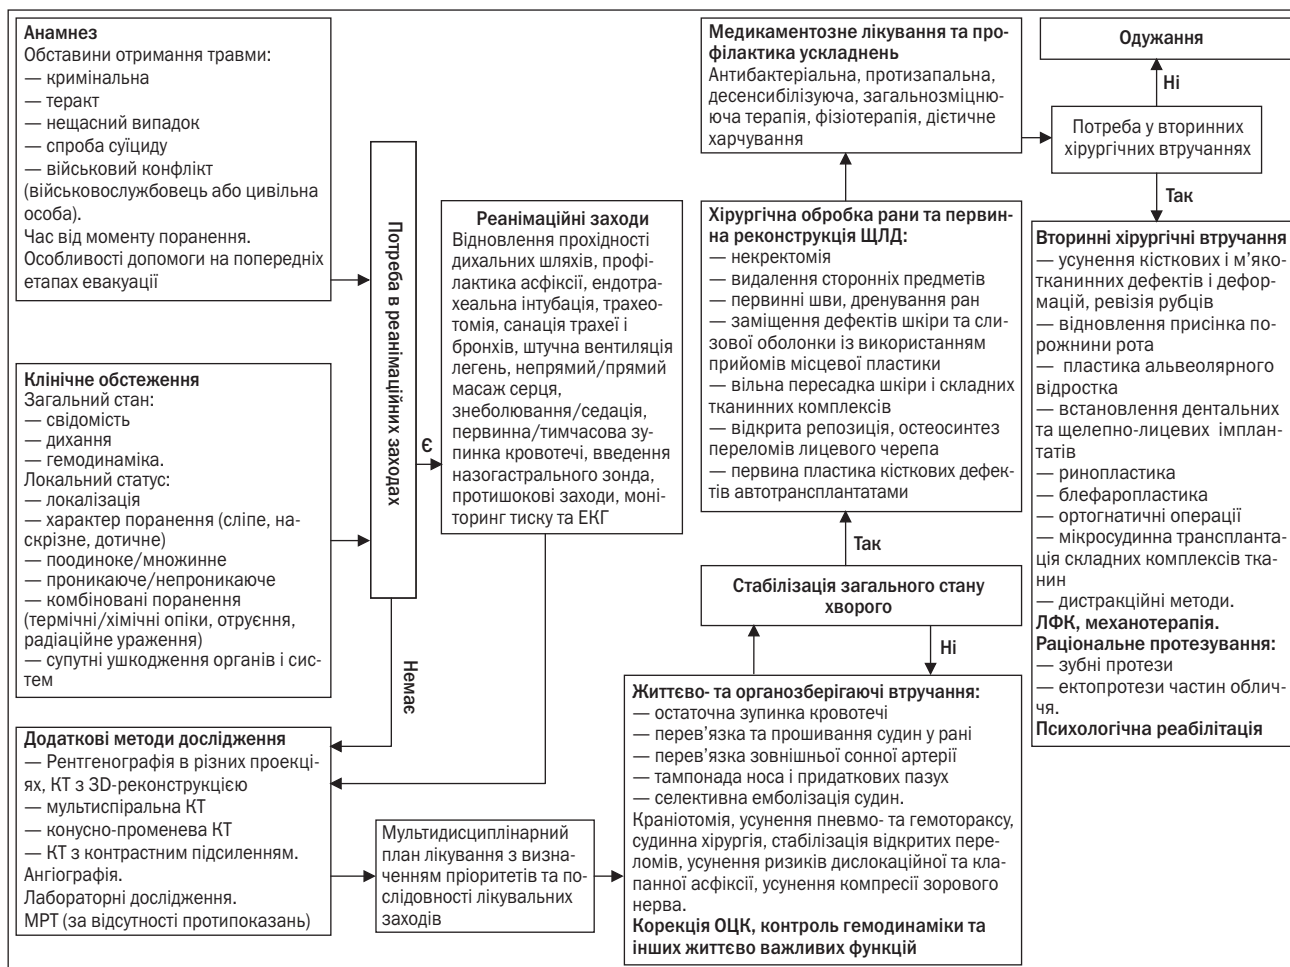 Анамнез
Обставини отримання травми:
— кримінальна
— теракт
— нещасний випадок
— спроба суїциду
— військовий конфлікт
(військовослужбовець або цивільна
особа).
Час від моменту поранення.
Особливості допомоги на попередніх
етапах евакуації
Клінічне обстеження
Загальний стан:
— свідомість
— дихання
— гемодинаміка.
Локальний статус:
— локалізація
— характер поранення (сліпе, на-
скрізне, дотичне)
— поодиноке/множинне
— проникаюче/непроникаюче
— комбіновані поранення
(термічні/хімічні опіки, отруєння,
радіаційне ураження)
— супутні ушкодження органів і сис-
тем
Потреба в реанімаційних заходах
Є
Немає
Реанімаційні заходи
Відновлення прохідності
дихальних шляхів, профі-
лактика асфіксії, ендотра-
хеальна інтубація, трахео-
томія, санація трахеї і
бронхів, штучна вентиляція
легень, непрямий/прямий
масаж серця,
знеболювання/седація,
первинна/тимчасова зу-
пинка кровотечі, введення
назогастрального зонда,
протишокові заходи, моні-
торинг тиску та ЕКГ
Додаткові методи дослідження
— Рентгенографія в різних проекці-
ях, КТ з 3D-реконструкцією
— мультиспіральна КТ
— конусно-променева КТ
— КТ з контрастним підсиленням.
Ангіографія.
Лабораторні дослідження.
МРТ (за відсутності протипоказань)
Мультидисциплінарний
план лікування з визна-
ченням пріоритетів та по-
слідовності лікувальних
заходів
Життєво- та органозберігаючі втручання:
— остаточна зупинка кровотечі
— перев’язка та прошивання судин у рані
— перев’язка зовнішньої сонної артерії
— тампонада носа і придаткових пазух
— селективна емболізація судин.
Краніотомія, усунення пневмо- та гемотораксу,
судинна хірургія, стабілізація відкритих пере-
ломів, усунення ризиків дислокаційної та кла-
панної асфіксії, усунення компресії зорового
нерва.
Корекція ОЦК, контроль гемодинаміки та
інших життєво важливих функцій
Стабілізація загального стану
хворого
Ні
Так
Хірургічна обробка рани та первин-
на реконструкція ЩЛД:
— некректомія
— видалення сторонніх предметів
— первинні шви, дренування ран
— заміщення дефектів шкіри та сли-
зової оболонки із використанням
прийомів місцевої пластики
— вільна пересадка шкіри і складних
тканинних комплексів
— відкрита репозиція, остеосинтез
переломів лицевого черепа
— первина пластика кісткових дефек-
тів автотрансплантатами
Медикаментозне лікування та про-
філактика ускладнень
Антибактеріальна, протизапальна,
десенсибілізуюча, загальнозміцню-
юча терапія, фізіотерапія, дієтичне
харчування
Потреба у вторинних
хірургічних втручаннях
Ні
Одужання
Так
Вторинні хірургічні втручання
— усунення кісткових і м’яко-
тканинних дефектів і дефор-
мацій, ревізія рубців
— відновлення присінка по-
рожнини рота
— пластика альвеолярного
відростка
— встановлення дентальних
та щелепно-лицевих імплан-
татів
— ринопластика
— блефаропластика
— ортогнатичні операції
— мікросудинна транспланта-
ція складних комплексів тка-
нин
— дистракційні методи.
ЛФК, механотерапія.
Раціональне протезування:
— зубні протези
— ектопротези частин облич-
чя.
Психологічна реабілітація